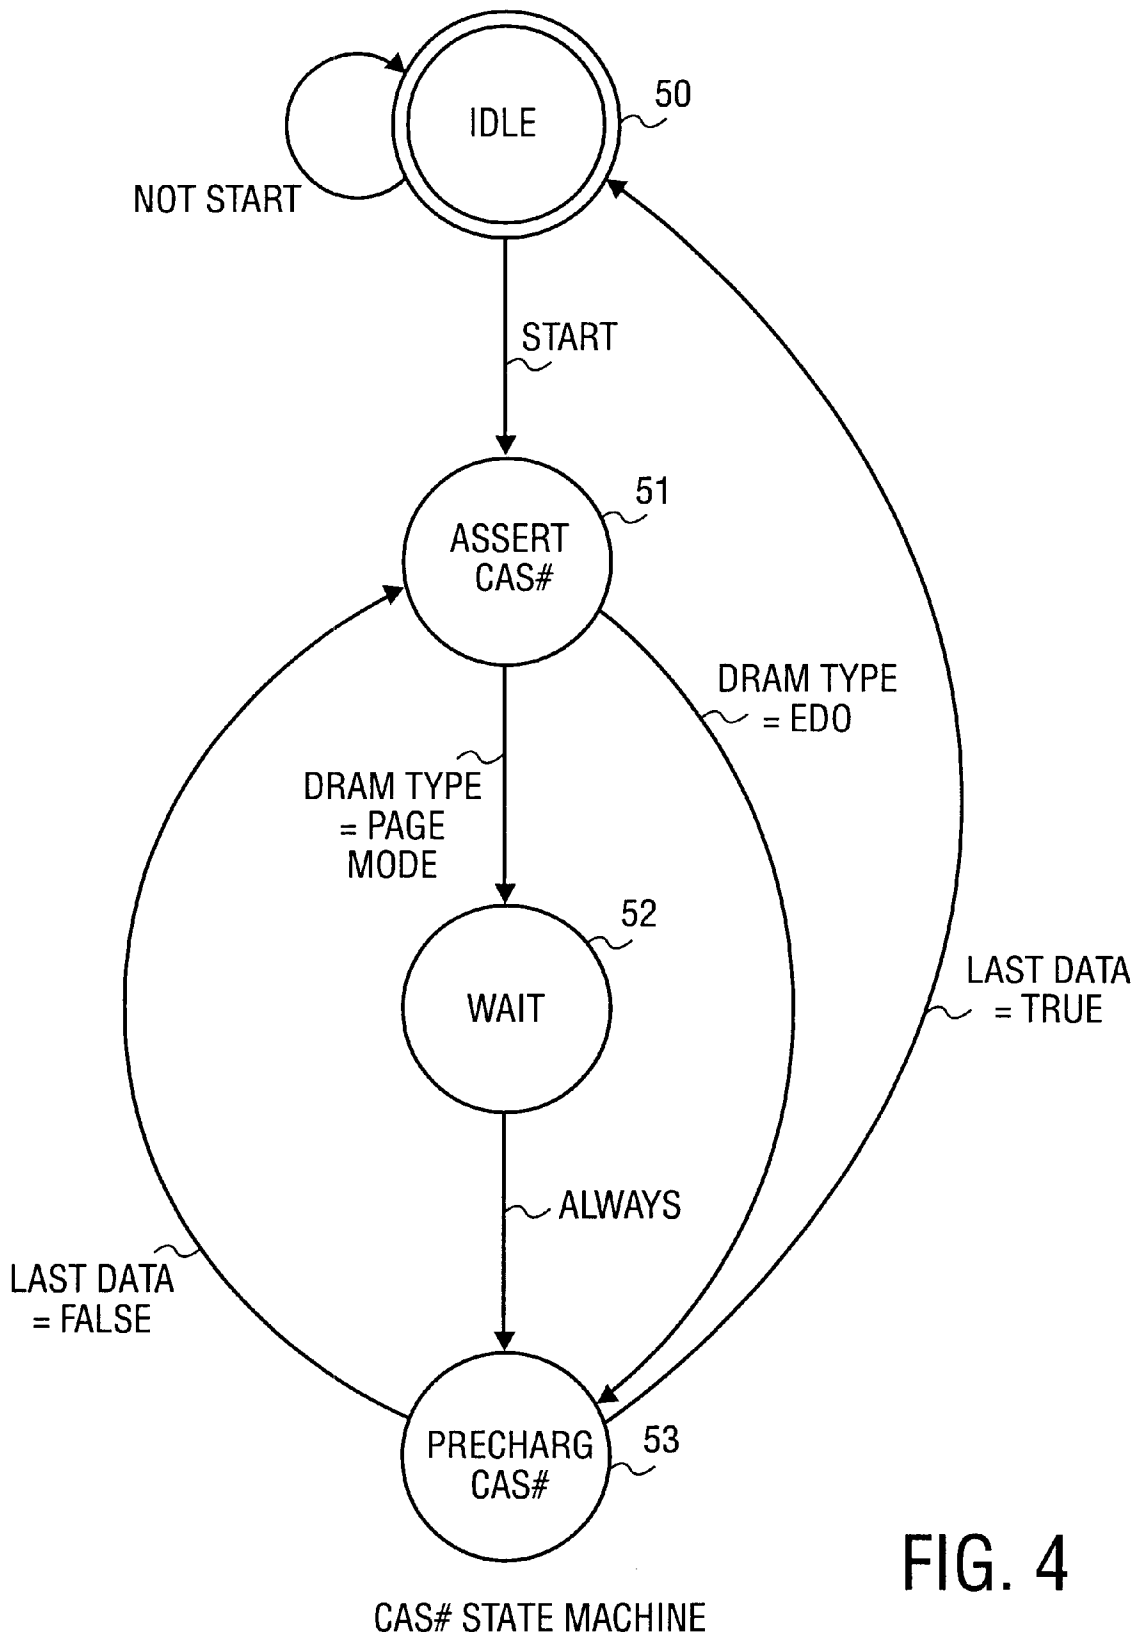 IDLE
50
NOT START
START
51
ASSERT
CAS#
DRAM TYPE
= EDO
DRAM TYPE
= PAGE
MODE
52
WAIT
LAST DATA
= TRUE
ALWAYS
LAST DATA
= FALSE
PRECHARG
CAS#
53
FIG. 4
CAS# STATE MACHINE